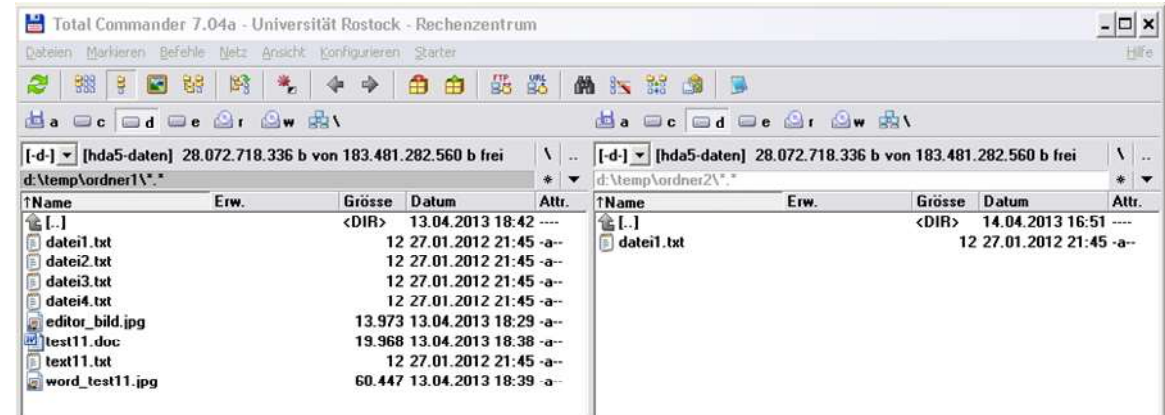 Total Commander 7.04a - Universität Rostock - Rechenzentrum
Dateien Markieren Befehle Netz Ansicht Konfigurieren Starter Hilfe
FTP URL
a c d e r w \
a c d e r w \
[-d-] [hda5-daten] 28.072.718.336 b von 183.481.282.560 b frei \ ..
d:\temp\ordner1\*.* * 
↑Name Erw. Grösse Datum Attr.
[..] <DIR> 13.04.2013 18:42 ----
datei1.txt 12 27.01.2012 21:45 -a--
datei2.txt 12 27.01.2012 21:45 -a--
datei3.txt 12 27.01.2012 21:45 -a--
datei4.txt 12 27.01.2012 21:45 -a--
editor_bild.jpg 13.973 13.04.2013 18:29 -a--
test11.doc 19.968 13.04.2013 18:38 -a--
text11.txt 12 27.01.2012 21:45 -a--
word_test11.jpg 60.447 13.04.2013 18:39 -a--
[-d-] [hda5-daten] 28.072.718.336 b von 183.481.282.560 b frei \ ..
d:\temp\ordner2\*.* *
↑Name Erw. Grösse Datum Attr.
[..] <DIR> 14.04.2013 16:51 ----
datei1.txt 12 27.01.2012 21:45 -a--